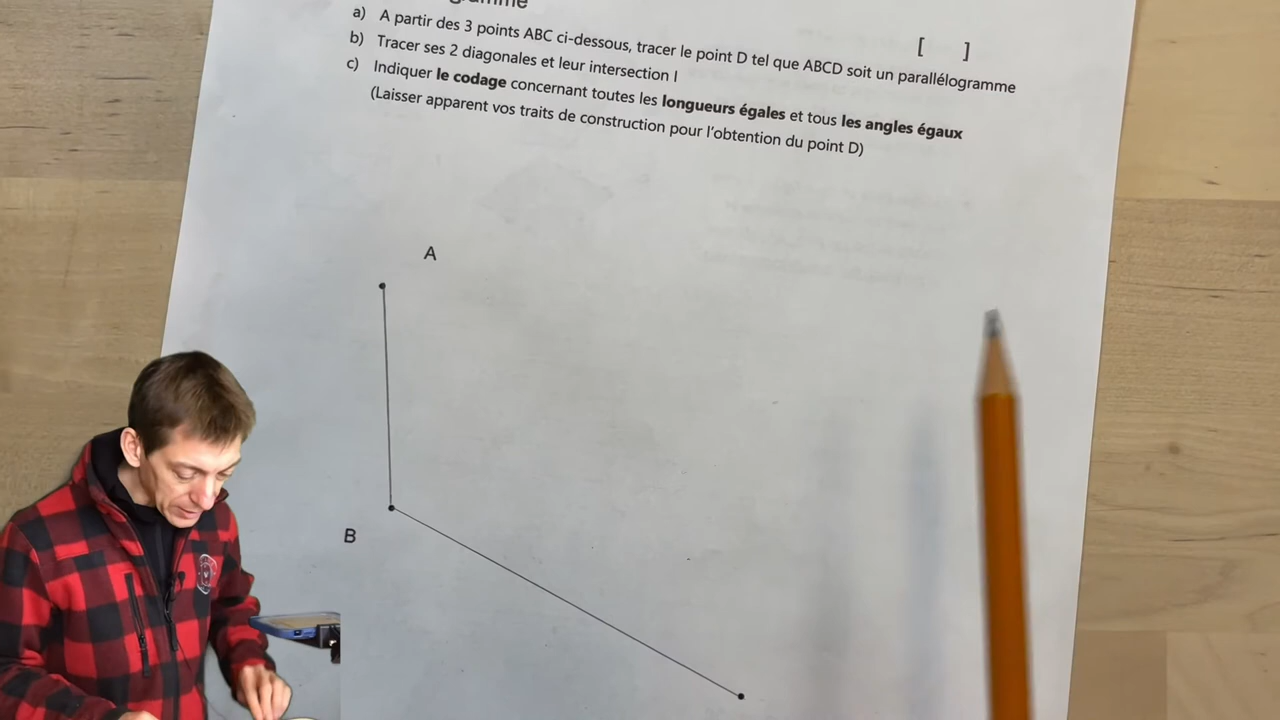 a) A partir des 3 points ABC ci-dessous, tracer le point D tel que ABCD soit un parallélogramme
[ ]
b) Tracer ses 2 diagonales et leur intersection I
c) Indiquer le codage concernant toutes les longueurs égales et tous les angles égaux
(Laisser apparent vos traits de construction pour l'obtention du point D)
A
B